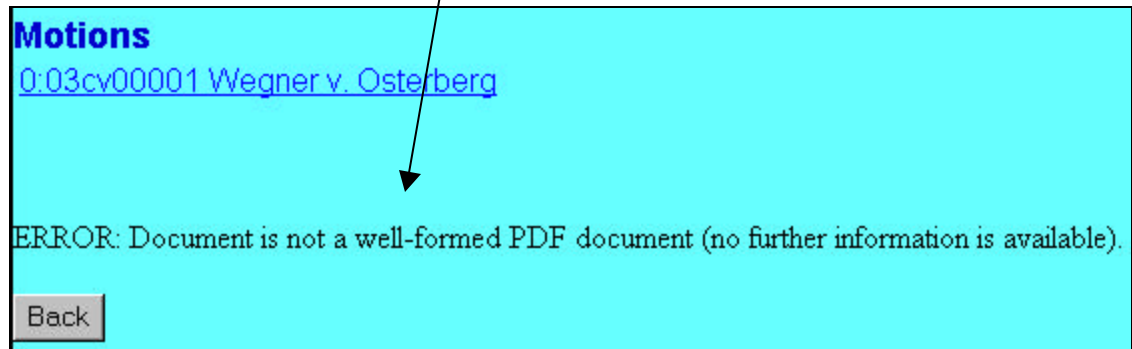 Motions
0:03cv00001 Wegner v. Osterberg
ERROR: Document is not a well-formed PDF document (no further information is available).
Back